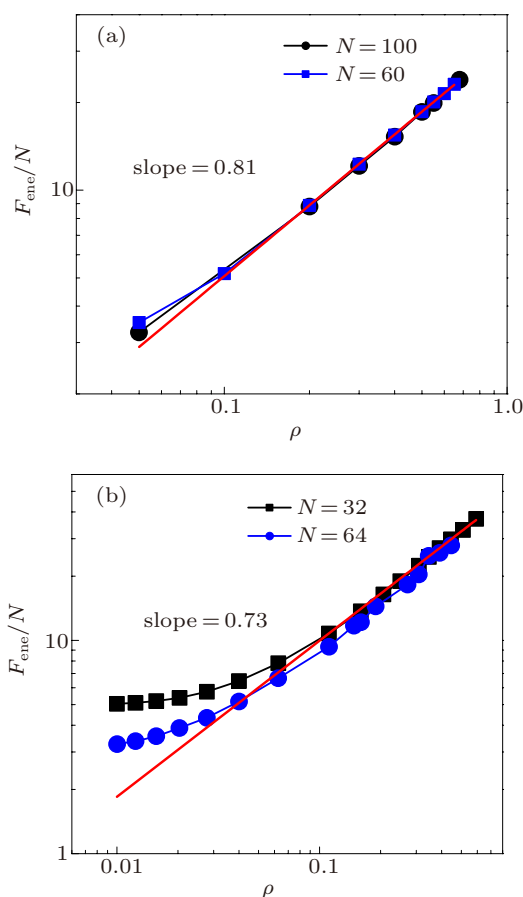 (a)
N = 100
N = 60
slope = 0.81
F_ene/N
10
0.1
1.0
ρ
(b)
N = 32
N = 64
slope = 0.73
F_ene/N
10
1
0.01
0.1
ρ